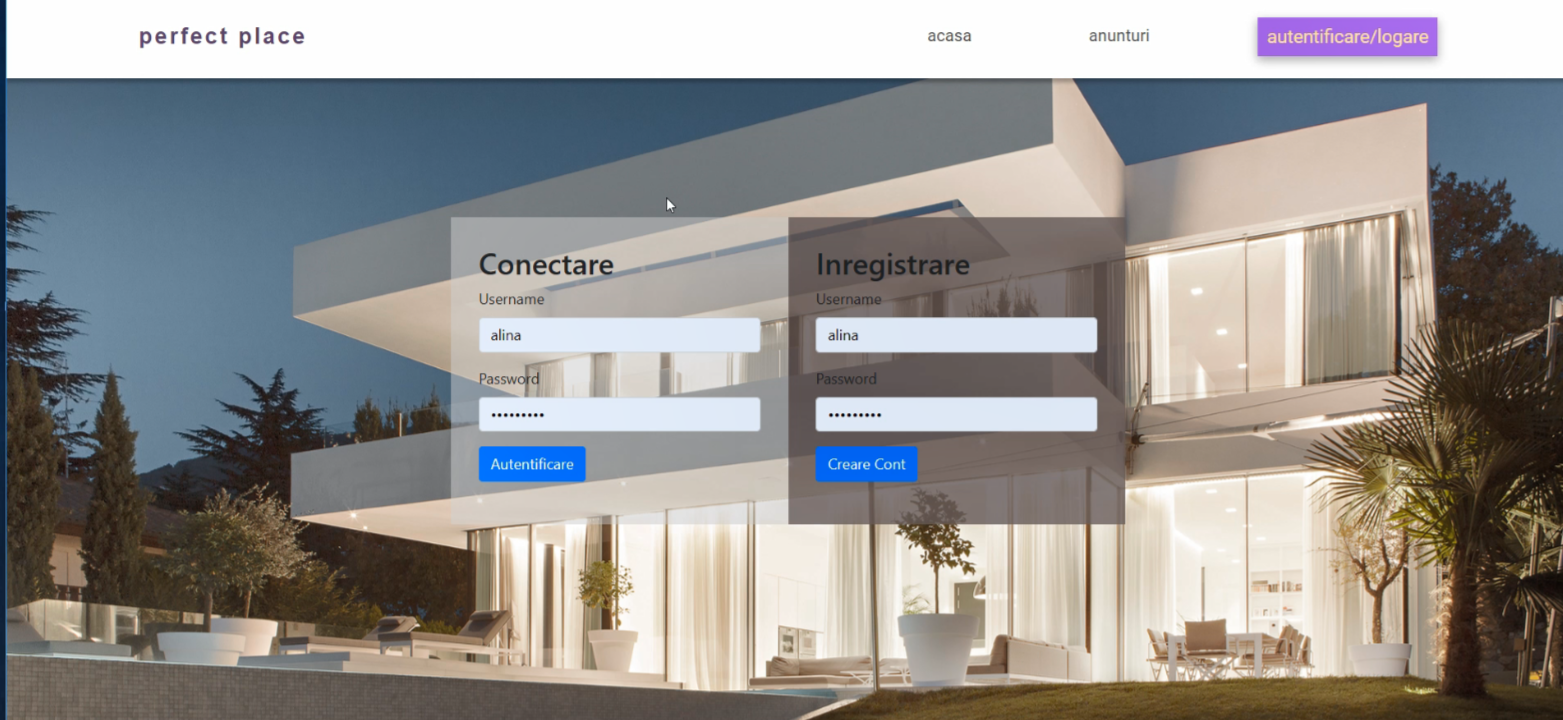 perfect place
acasa
anunturi
autentificare/logare
Conectare
Username
alina
Password
•••••••••
Autentificare
Inregistrare
Username
alina
Password
•••••••••
Creare Cont